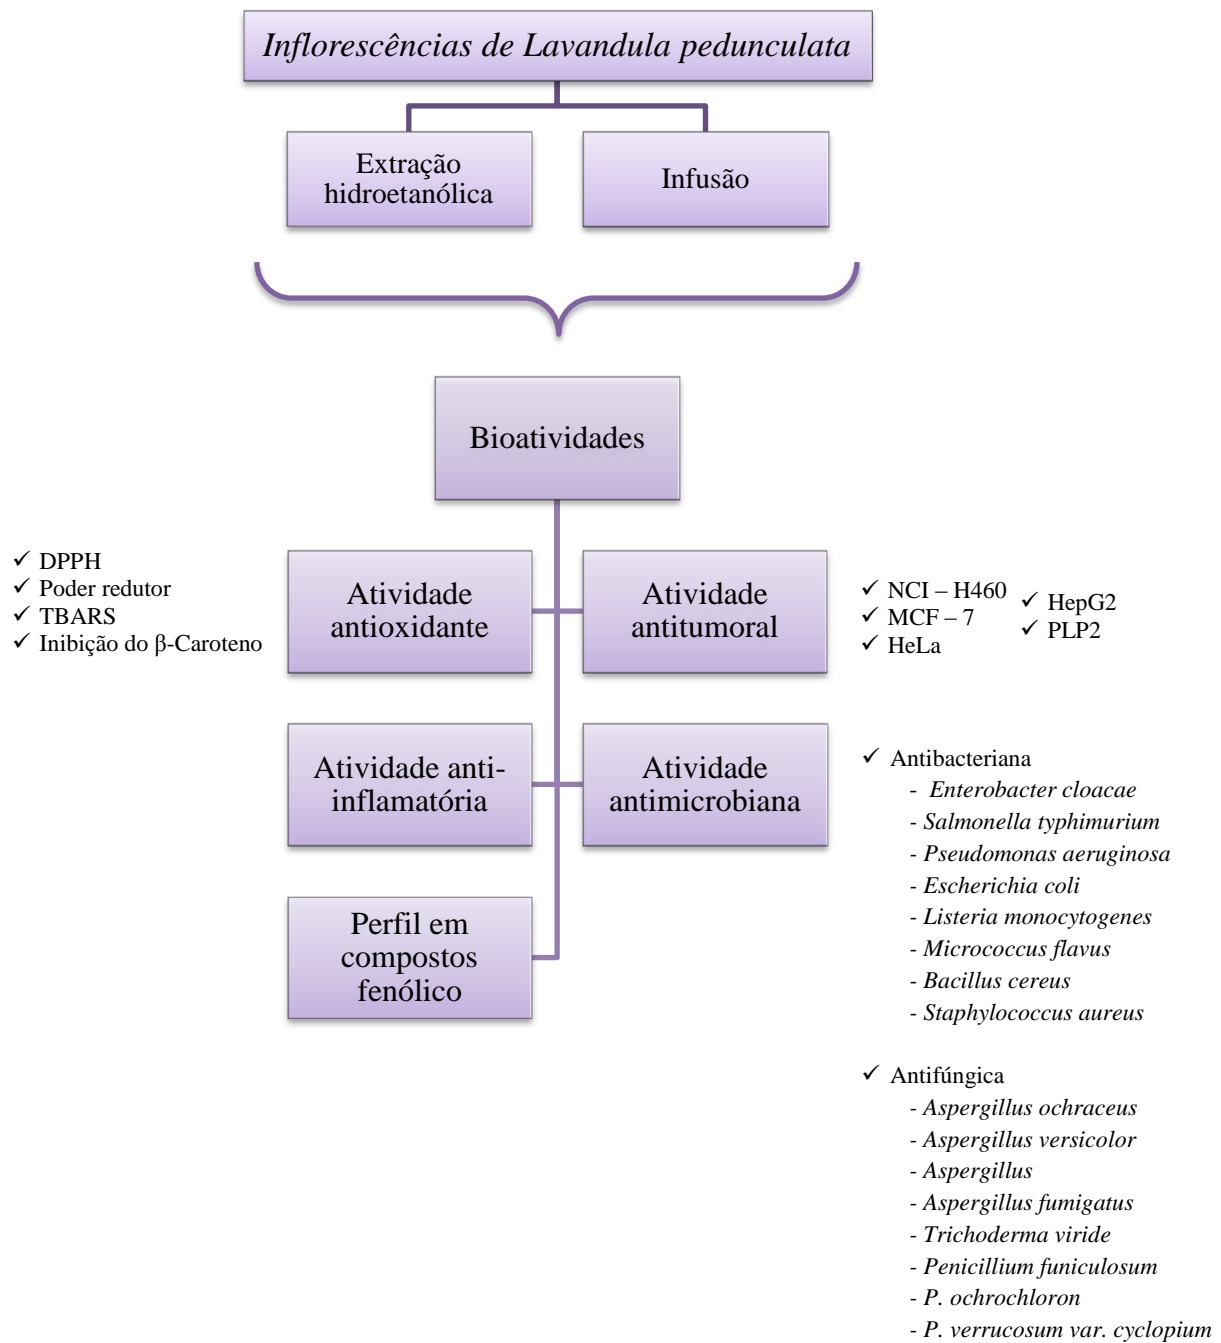 Inflorescências de Lavandula pedunculata
Extração
hidroetanólica
Infusão
Bioatividades
✓ DPPH
✓ Poder redutor
✓ TBARS
✓ Inibição do β-Caroteno
Atividade
antioxidante
Atividade
antitumoral
✓ NCI – H460
✓ MCF – 7
✓ HeLa
✓ HepG2
✓ PLP2
Atividade anti-
inflamatória
Atividade
antimicrobiana
✓ Antibacteriana
- Enterobacter cloacae
- Salmonella typhimurium
- Pseudomonas aeruginosa
- Escherichia coli
- Listeria monocytogenes
- Micrococcus flavus
- Bacillus cereus
- Staphylococcus aureus
Perfil em
compostos
fenólico
✓ Antifúngica
- Aspergillus ochraceus
- Aspergillus versicolor
- Aspergillus
- Aspergillus fumigatus
- Trichoderma viride
- Penicillium funiculosum
- P. ochrochloron
- P. verrucosum var. cyclopium